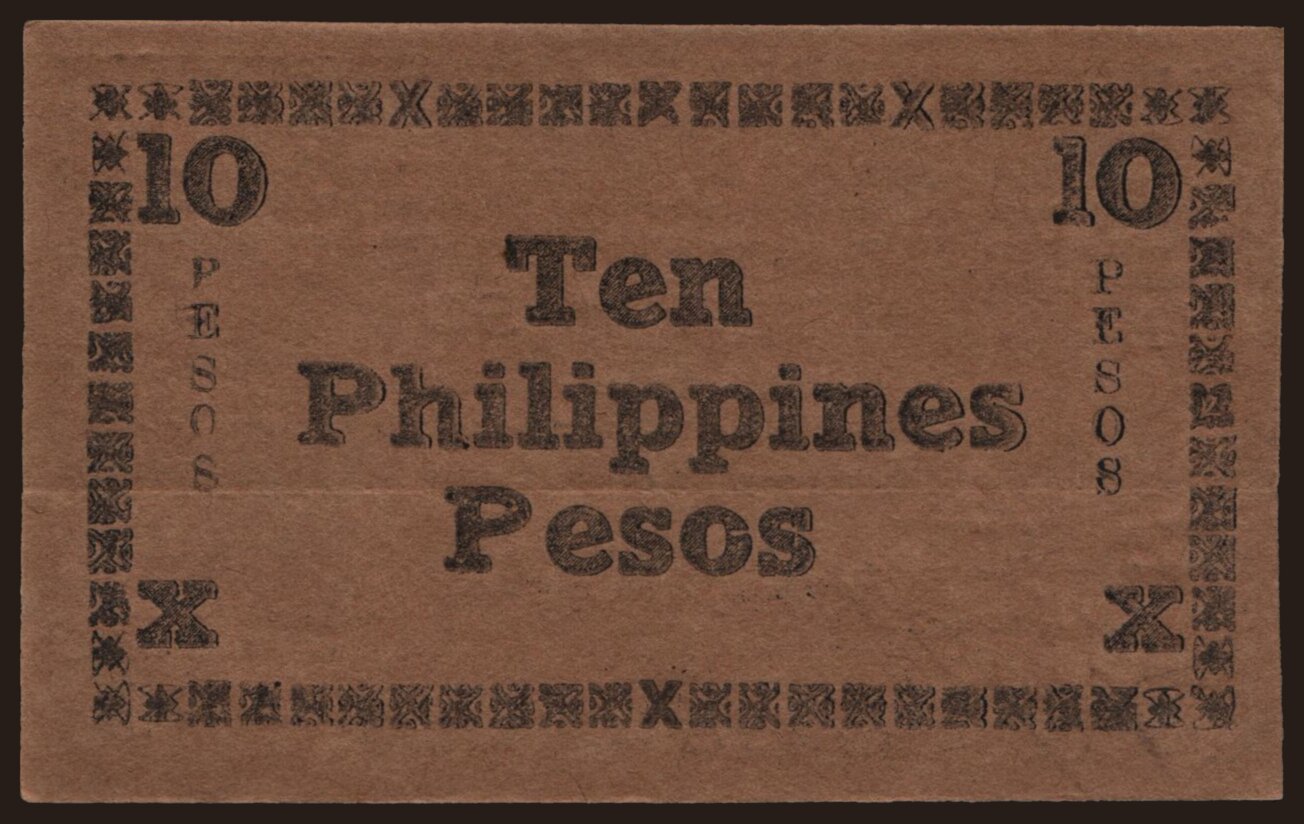 10
10
PESOS
PESOS
Ten
Philippines
Pesos
X
X